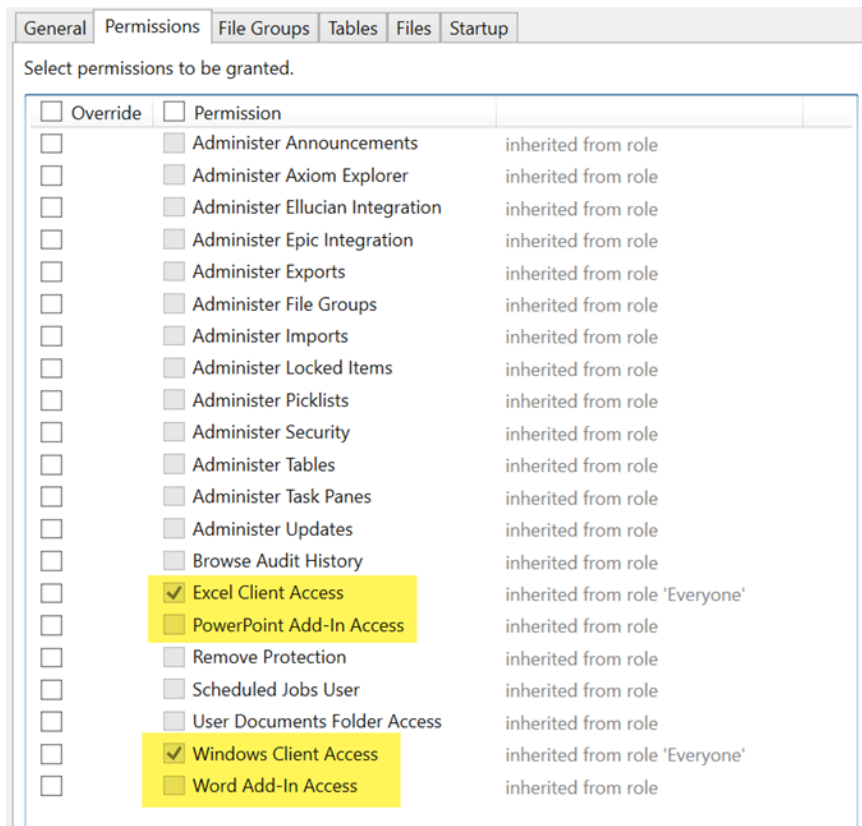 General Permissions File Groups Tables Files Startup
Select permissions to be granted.
Override Permission
Administer Announcements inherited from role
Administer Axiom Explorer inherited from role
Administer Ellucian Integration inherited from role
Administer Epic Integration inherited from role
Administer Exports inherited from role
Administer File Groups inherited from role
Administer Imports inherited from role
Administer Locked Items inherited from role
Administer Picklists inherited from role
Administer Security inherited from role
Administer Tables inherited from role
Administer Task Panes inherited from role
Administer Updates inherited from role
Browse Audit History inherited from role
Excel Client Access inherited from role 'Everyone'
PowerPoint Add-In Access inherited from role
Remove Protection inherited from role
Scheduled Jobs User inherited from role
User Documents Folder Access inherited from role
Windows Client Access inherited from role 'Everyone'
Word Add-In Access inherited from role